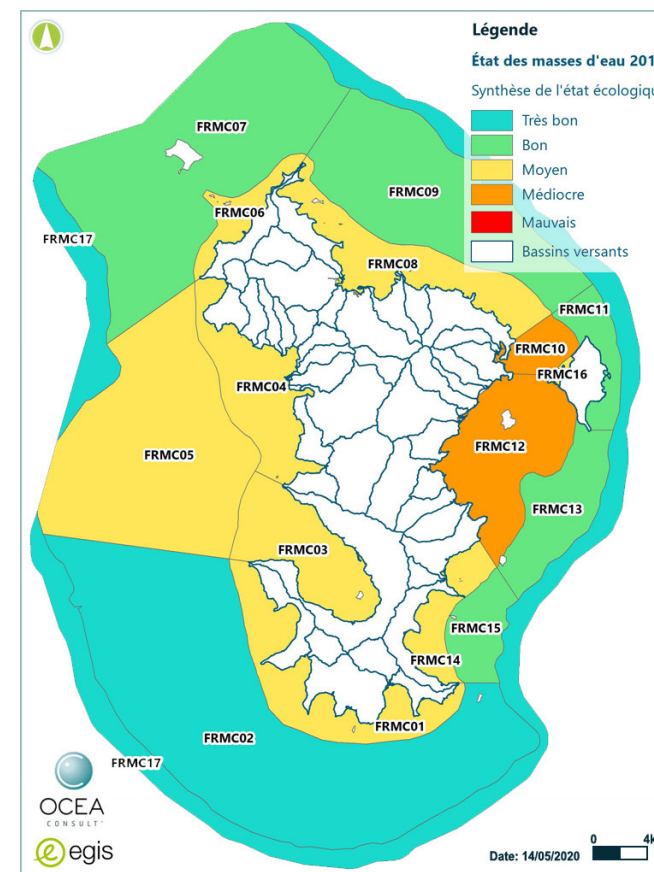 Légende
État des masses d'eau 201
Synthèse de l'état écologiqu
Très bon
Bon
Moyen
Médiocre
Mauvais
Bassins versants
FRMC07
FRMC09
FRMC06
FRMC17
FRMC08
FRMC11
FRMC10
FRMC16
FRMC04
FRMC12
FRMC05
FRMC13
FRMC03
FRMC15
FRMC14
FRMC01
FRMC02
FRMC17
OCEA
CONSULT'
egis
Date: 14/05/2020
0 4k